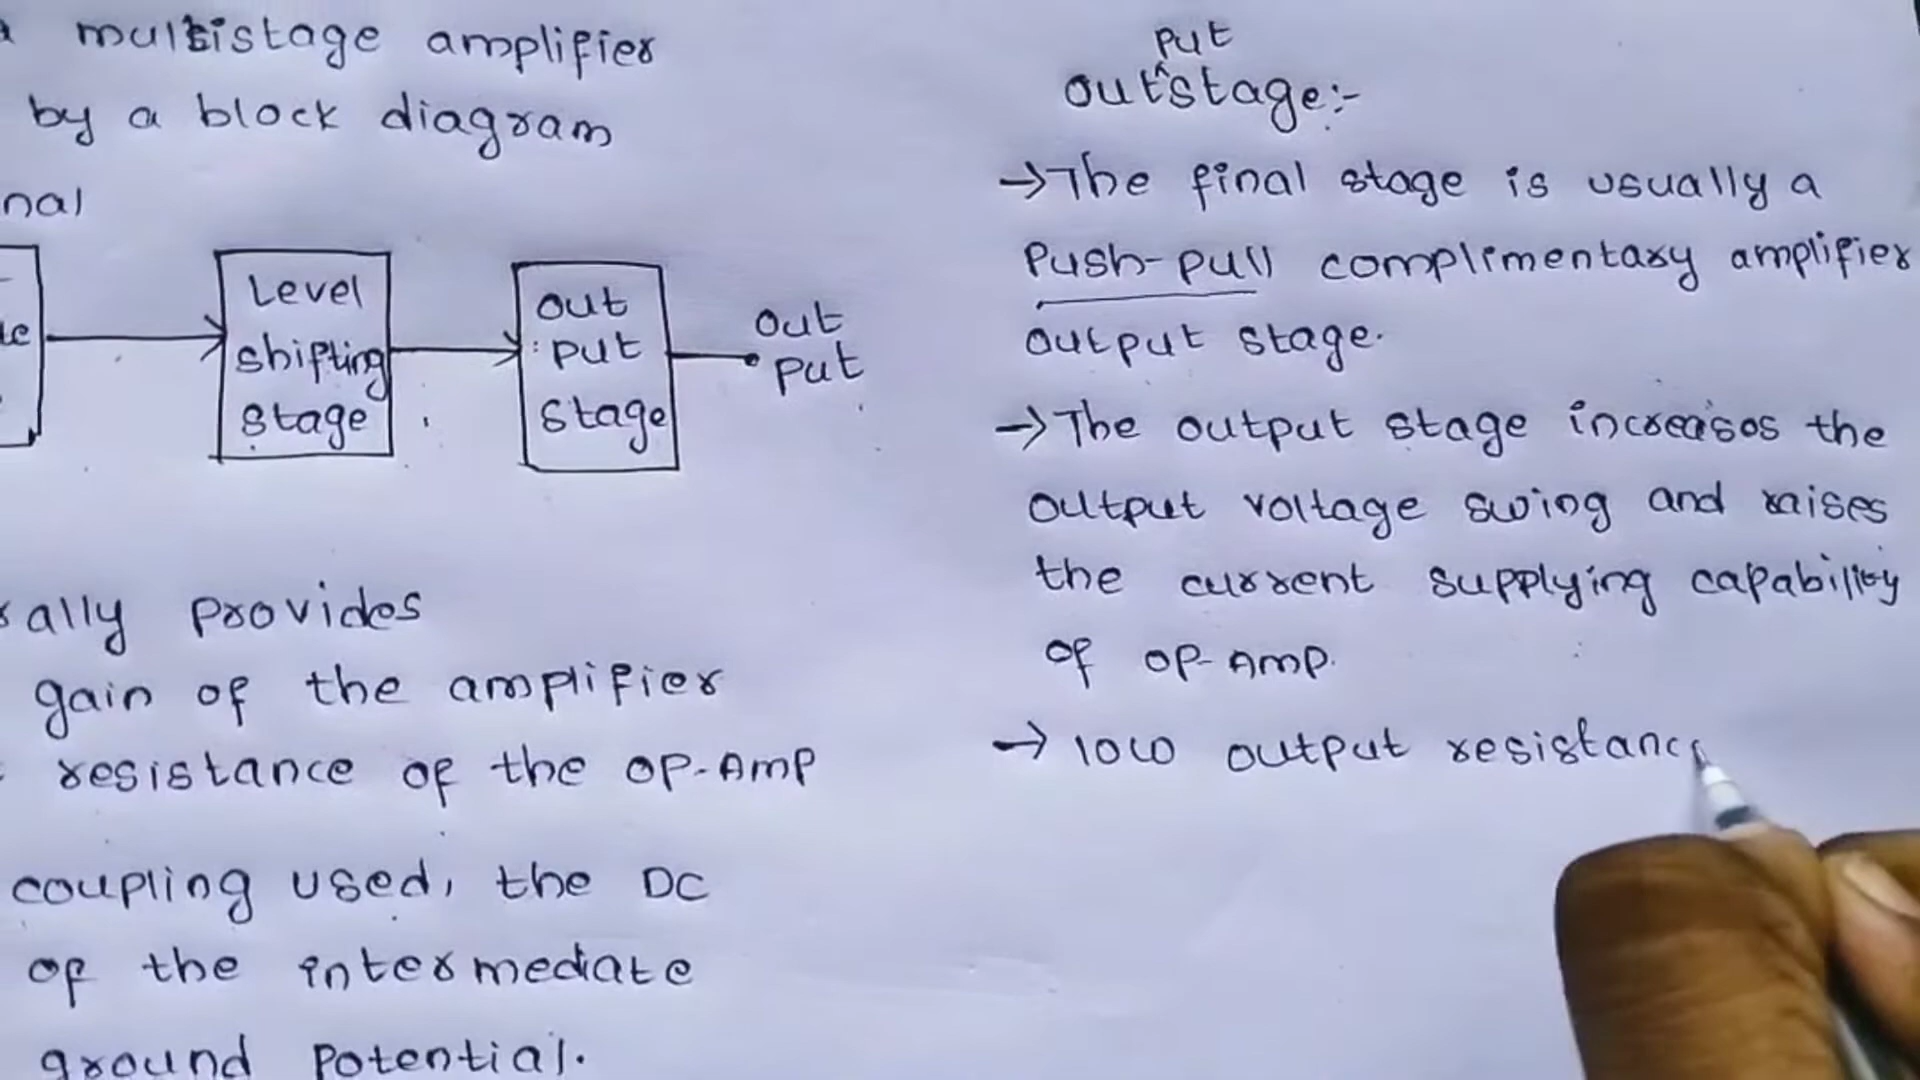 multistage amplifier
by a block diagram
nal
Level
shifting
stage
out
put
stage
out
put
ally provides
gain of the amplifier
resistance of the OP-Amp
coupling used, the DC
of the intermediate
ground potential.
put
out^stage:-
→The final stage is usually a
Push-pull complimentary amplifier
output stage.
→The output stage increases the
output voltage swing and raises
the current supplying capability
of OP-Amp.
→ low output resistanc